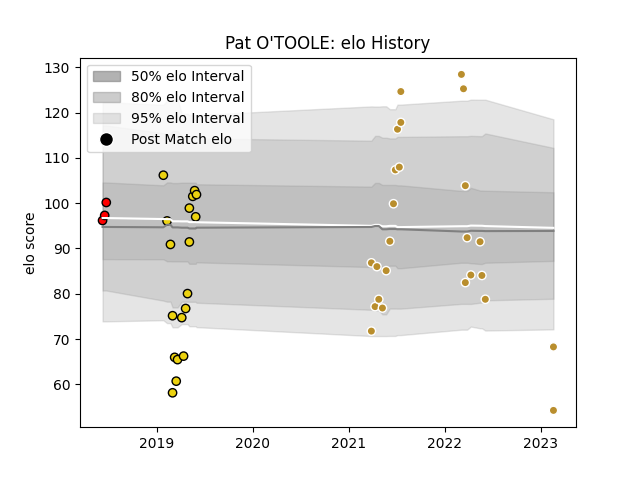 Pat O'TOOLE: elo History
50% elo Interval
80% elo Interval
95% elo Interval
Post Match elo
elo score
130
120
110
100
90
80
70
60
2019
2020
2021
2022
2023